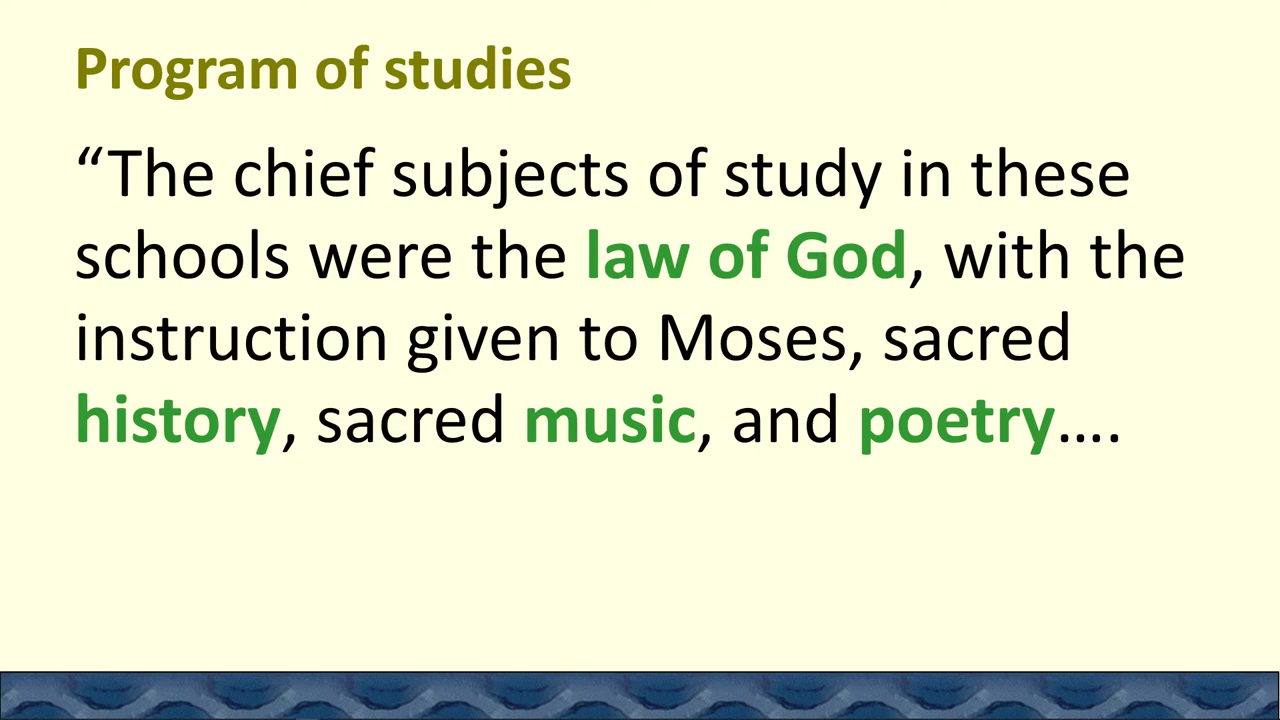 Program of studies
“The chief subjects of study in these
schools were the law of God, with the
instruction given to Moses, sacred
history, sacred music, and poetry….